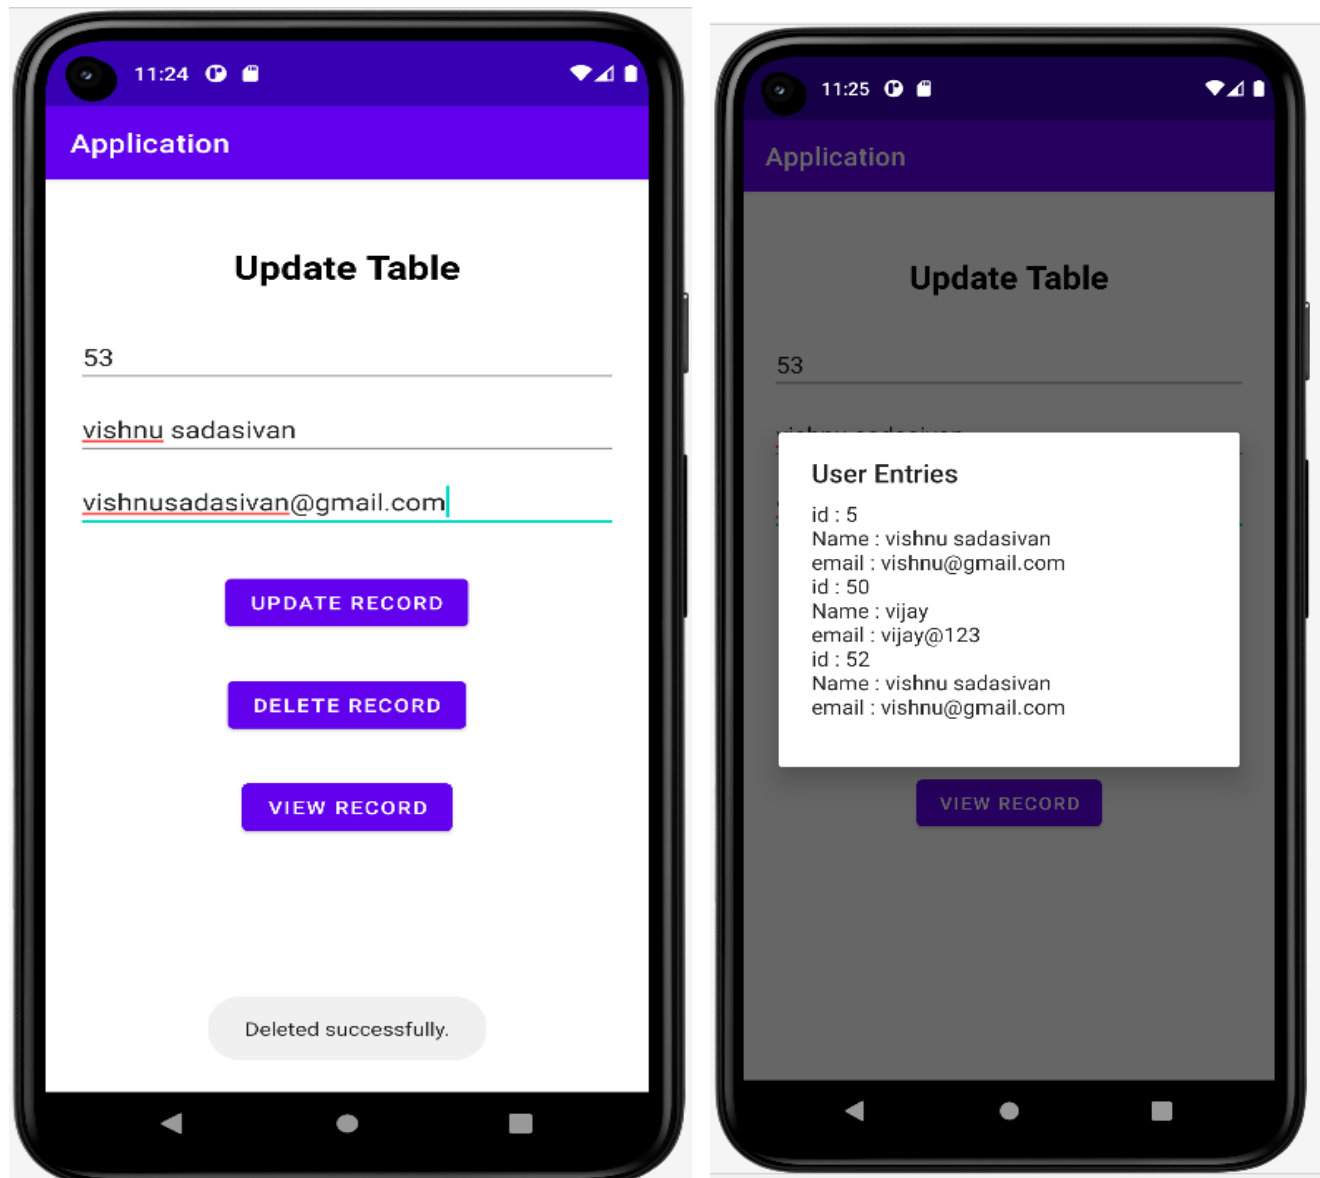 11:24
Application
Update Table
53
vishnu sadasivan
vishnusadasivan@gmail.com
UPDATE RECORD
DELETE RECORD
VIEW RECORD
Deleted successfully.
11:25
Application
Update Table
53
vishnu sadasivan
User Entries
id : 5
Name : vishnu sadasivan
email : vishnu@gmail.com
id : 50
Name : vijay
email : vijay@123
id : 52
Name : vishnu sadasivan
email : vishnu@gmail.com
VIEW RECORD